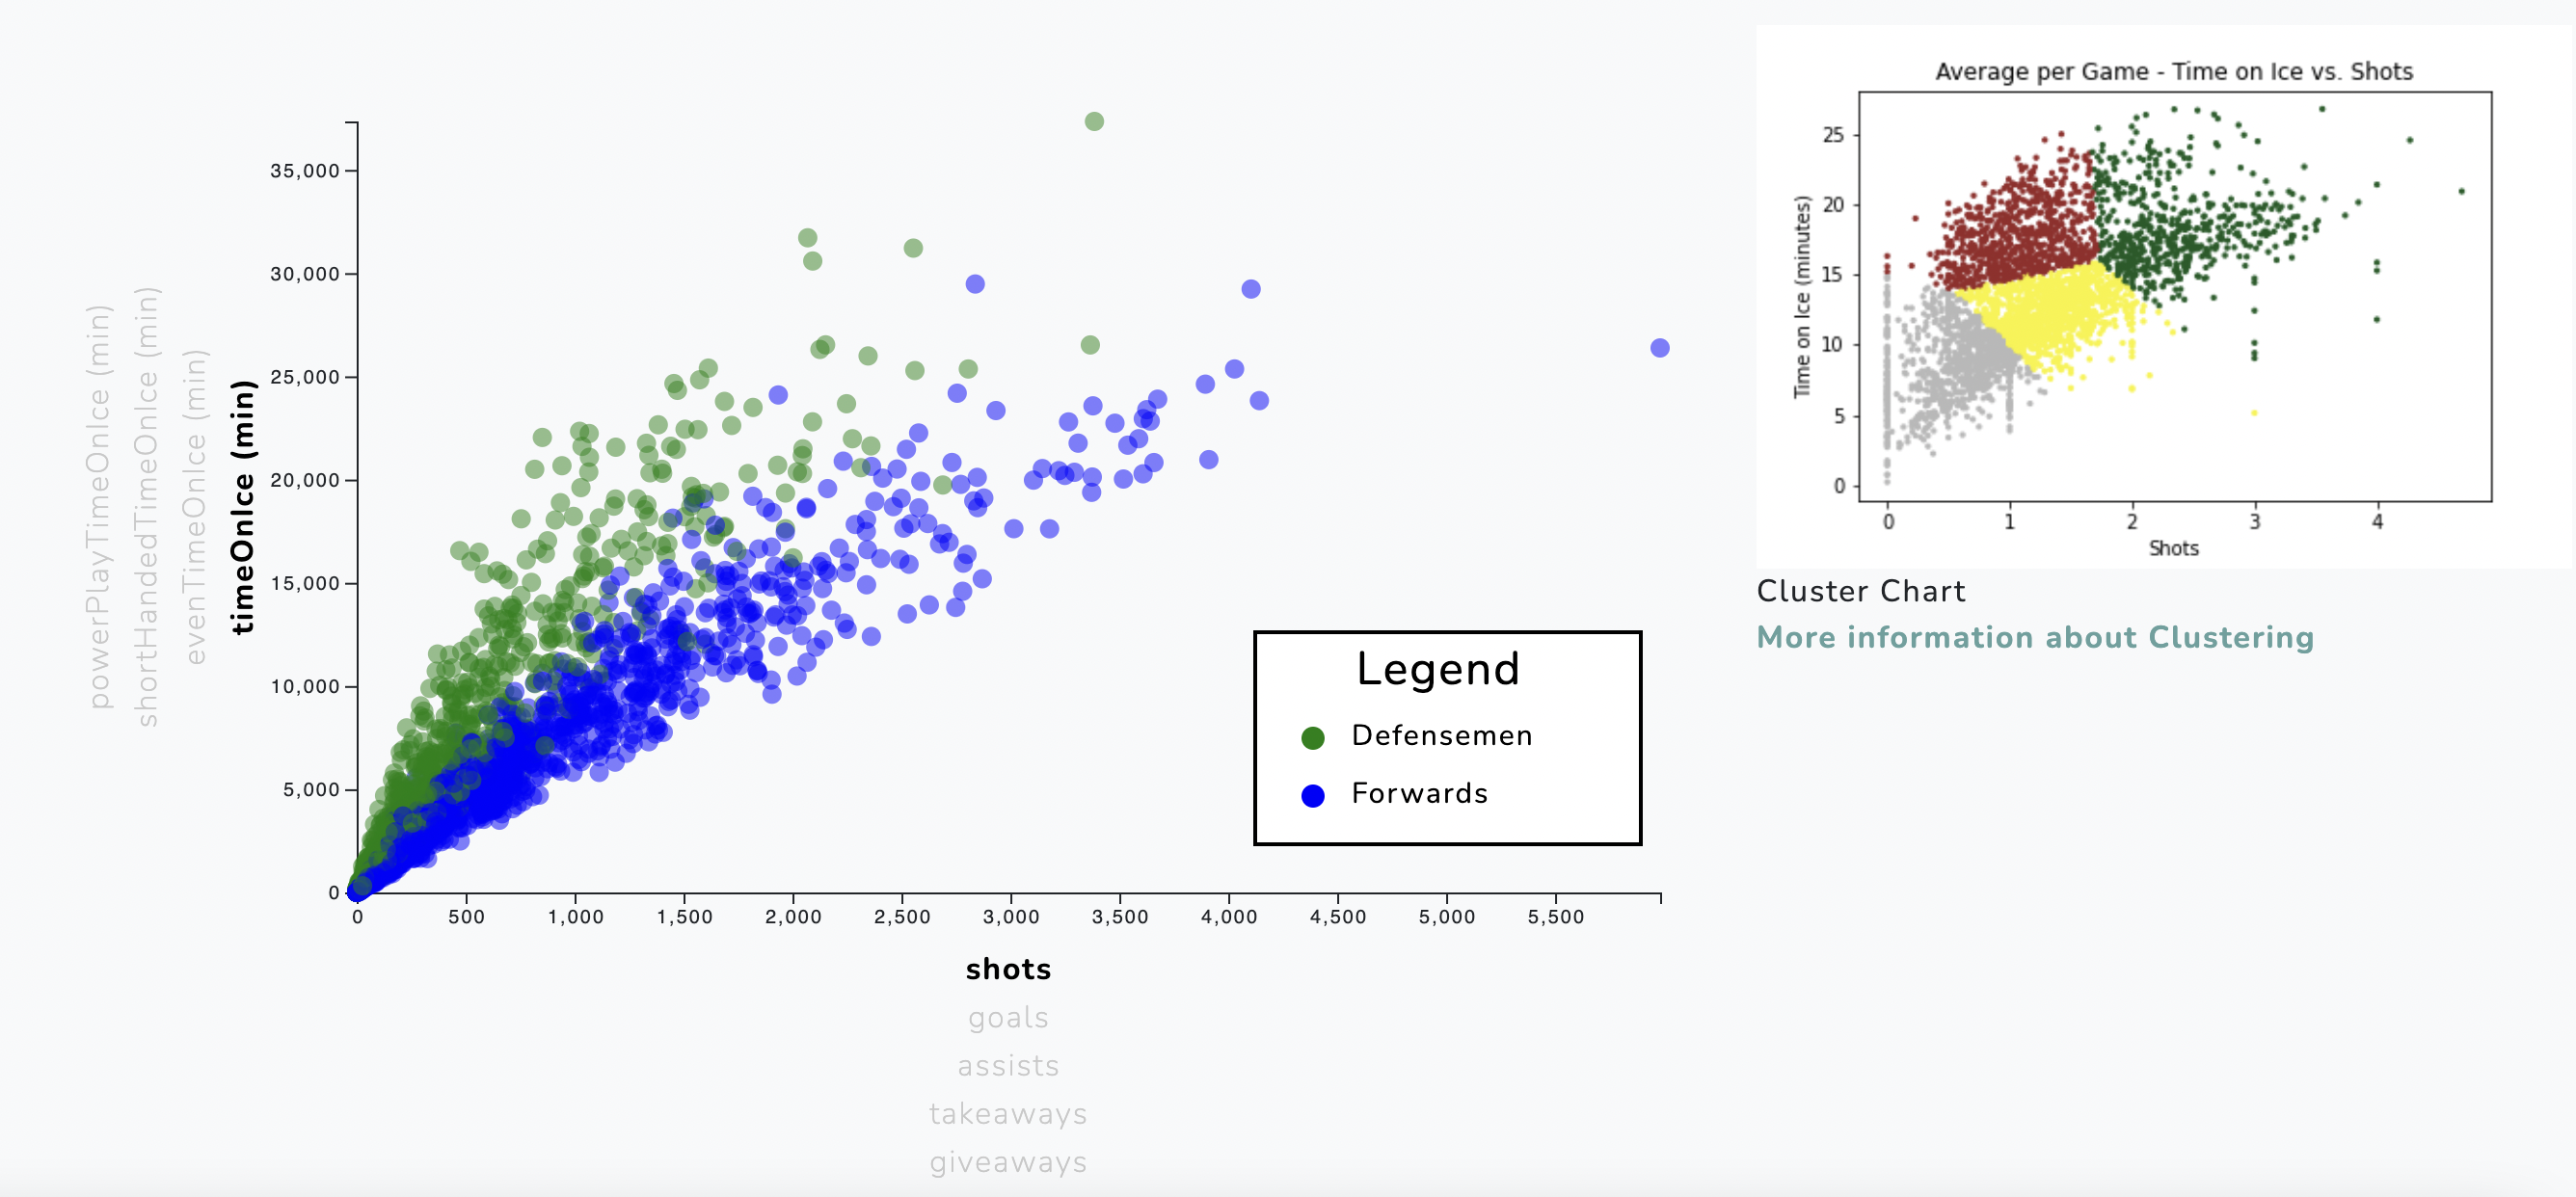 35,000
30,000
25,000
20,000
15,000
10,000
5,000
0
powerPlayTimeOnIce (min)
shortHandedTimeOnIce (min)
evenTimeOnIce (min)
timeOnIce (min)
0 500 1,000 1,500 2,000 2,500 3,000 3,500 4,000 4,500 5,000 5,500
shots
goals
assists
takeaways
giveaways
Legend
Defensemen
Forwards
Average per Game - Time on Ice vs. Shots
Time on Ice (minutes)
25
20
15
10
5
0
0 1 2 3 4
Shots
Cluster Chart
More information about Clustering